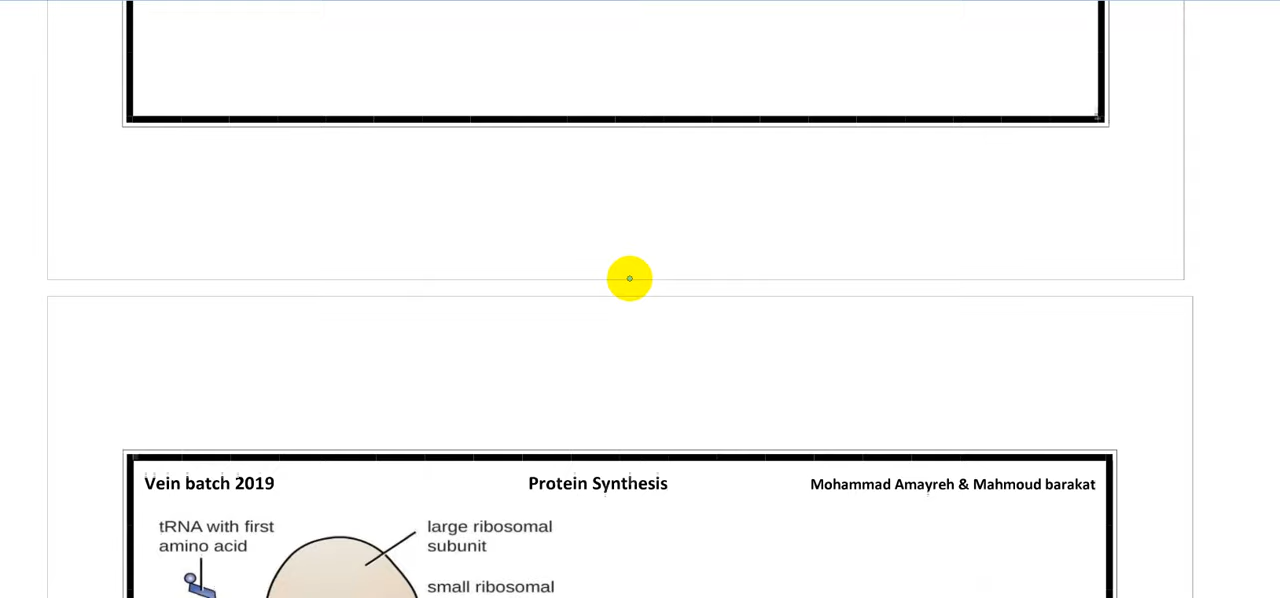 Vein batch 2019 Protein Synthesis Mohammad Amayreh & Mahmoud barakat
tRNA with first
amino acid
large ribosomal
subunit
small ribosomal